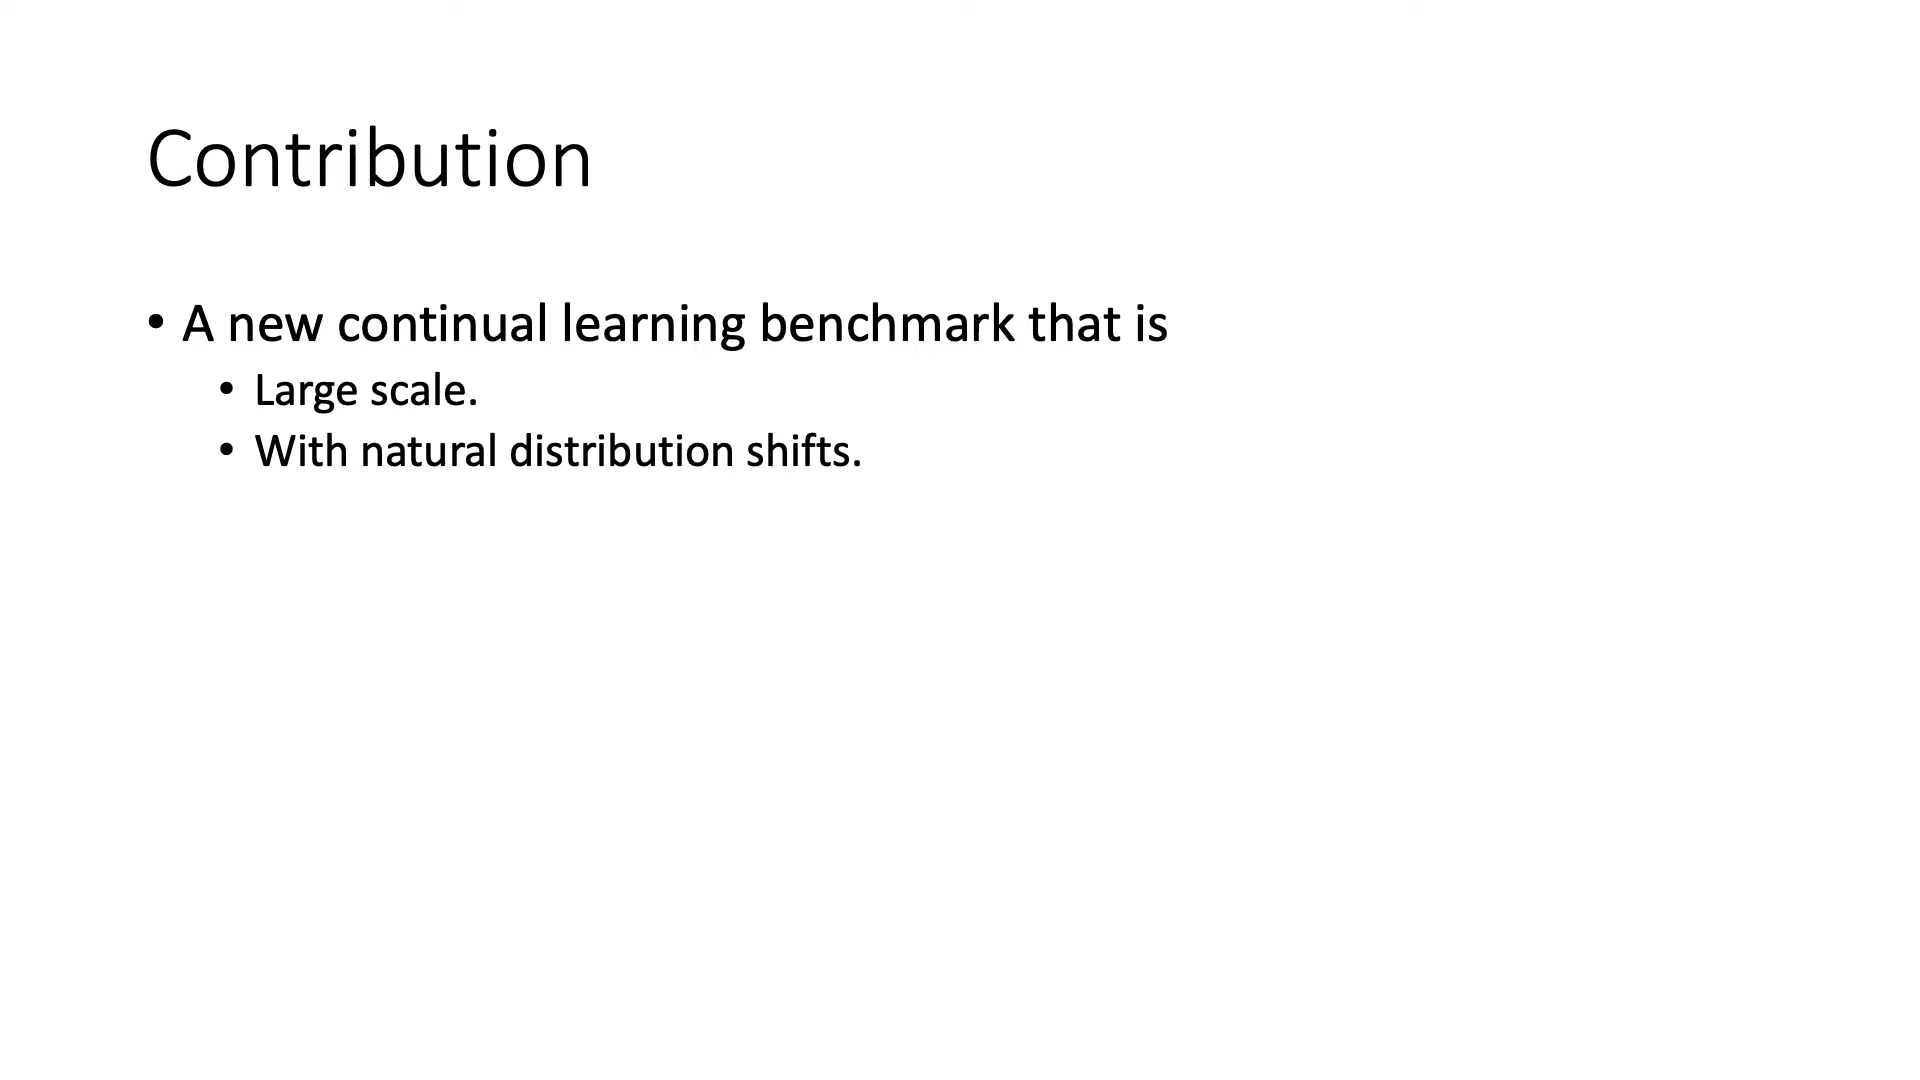 Contribution
• A new continual learning benchmark that is
• Large scale.
• With natural distribution shifts.